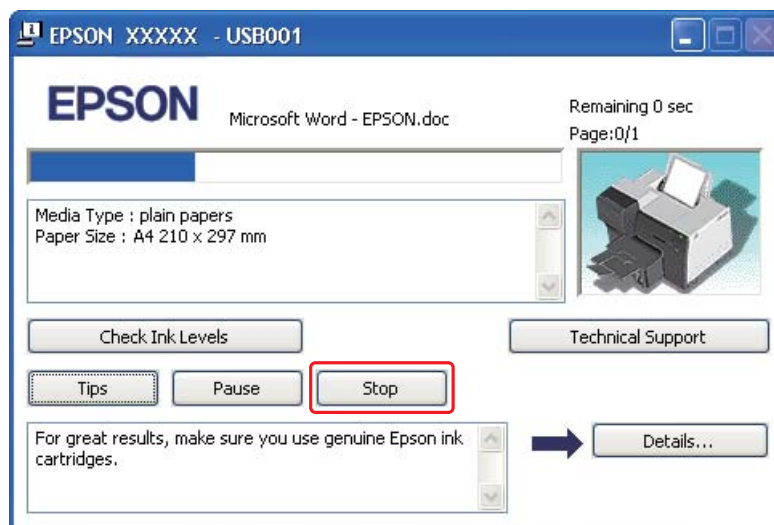 EPSON XXXXX - USB001
EPSON
Microsoft Word - EPSON.doc
Remaining 0 sec
Page:0/1
Media Type : plain papers
Paper Size : A4 210 x 297 mm
Check Ink Levels
Technical Support
Tips
Pause
Stop
For great results, make sure you use genuine Epson ink
cartridges.
Details...